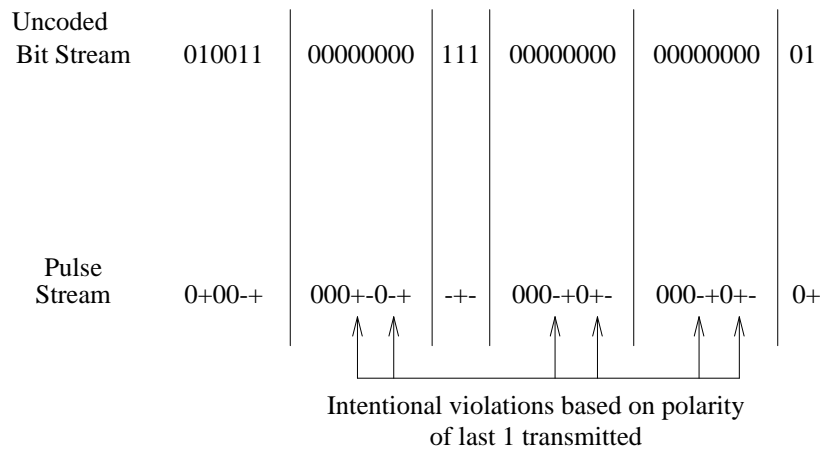 Uncoded
Bit Stream 010011 00000000 111 00000000 00000000 01
Pulse
Stream 0+00-+ 000+-0-+ -+- 000-+0+- 000-+0+- 0+
Intentional violations based on polarity
of last 1 transmitted